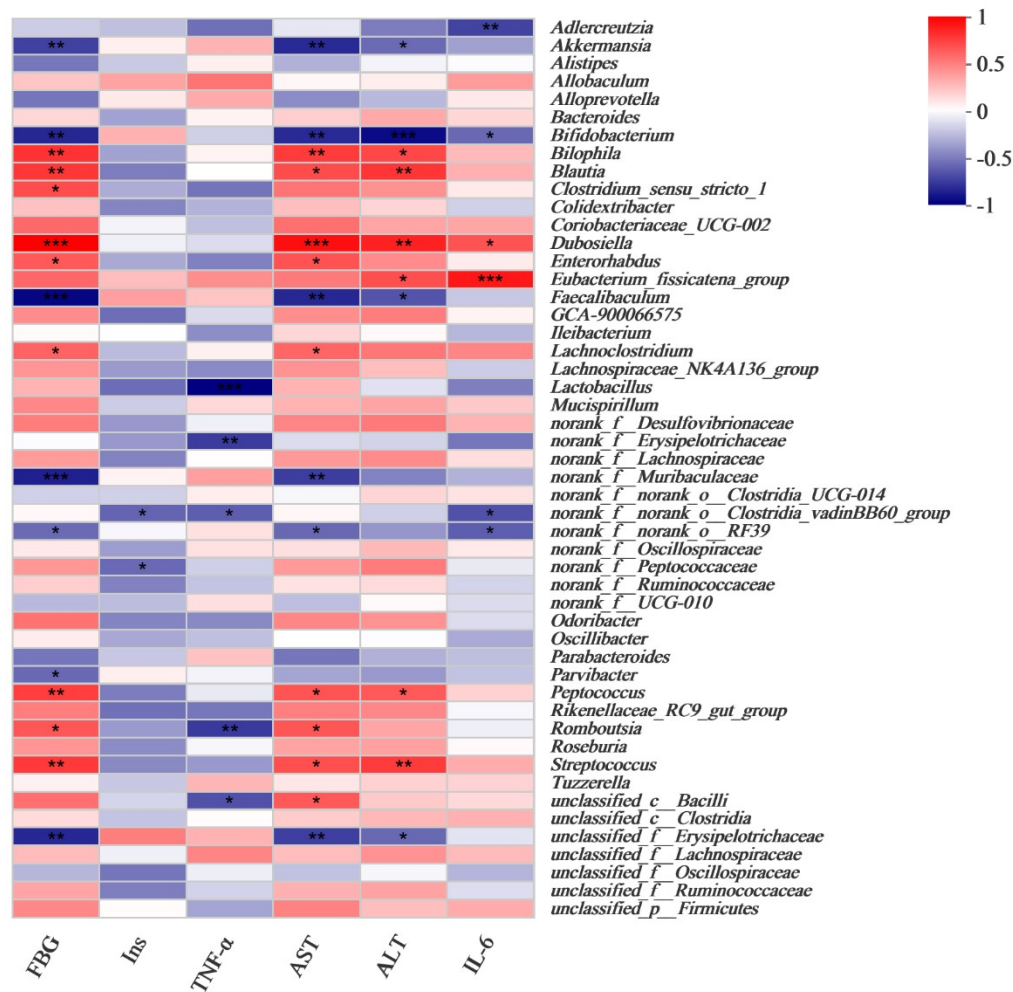 ** Adlercreutzia
** ** * Akkermansia
Alistipes
Allobaculum
Alloprevotella
Bacteroides
** ** *** * Bifidobacterium
** ** * Bilophila
** * ** Blautia
* Clostridium_sensu_stricto_1
Colidextribacter
Coriobacteriaceae_UCG-002
*** *** ** * Dubosiella
* * Enterorhabdus
* *** Eubacterium_fissicatena_group
*** ** * Faecalibaculum
GCA-900066575
Ileibacterium
* * Lachnoclostridium
Lachnospiraceae_NK4A136_group
*** Lactobacillus
Mucispirillum
norank_f__Desulfovibrionaceae
** norank_f__Erysipelotrichaceae
norank_f__Lachnospiraceae
*** ** norank_f__Muribaculaceae
norank_f__norank_o__Clostridia_UCG-014
* * * norank_f__norank_o__Clostridia_vadinBB60_group
* * * norank_f__norank_o__RF39
norank_f__Oscillospiraceae
* norank_f__Peptococcaceae
norank_f__Ruminococcaceae
norank_f__UCG-010
Odoribacter
Oscillibacter
Parabacteroides
* Parvibacter
** * * Peptococcus
Rikenellaceae_RC9_gut_group
* ** * Romboutsia
Roseburia
** * ** Streptococcus
Tuzzerella
* * unclassified_c__Bacilli
unclassified_c__Clostridia
** ** * unclassified_f__Erysipelotrichaceae
unclassified_f__Lachnospiraceae
unclassified_f__Oscillospiraceae
unclassified_f__Ruminococcaceae
unclassified_p__Firmicutes
FBG Ins TNF-α AST ALT IL-6
1
0.5
0
-0.5
-1